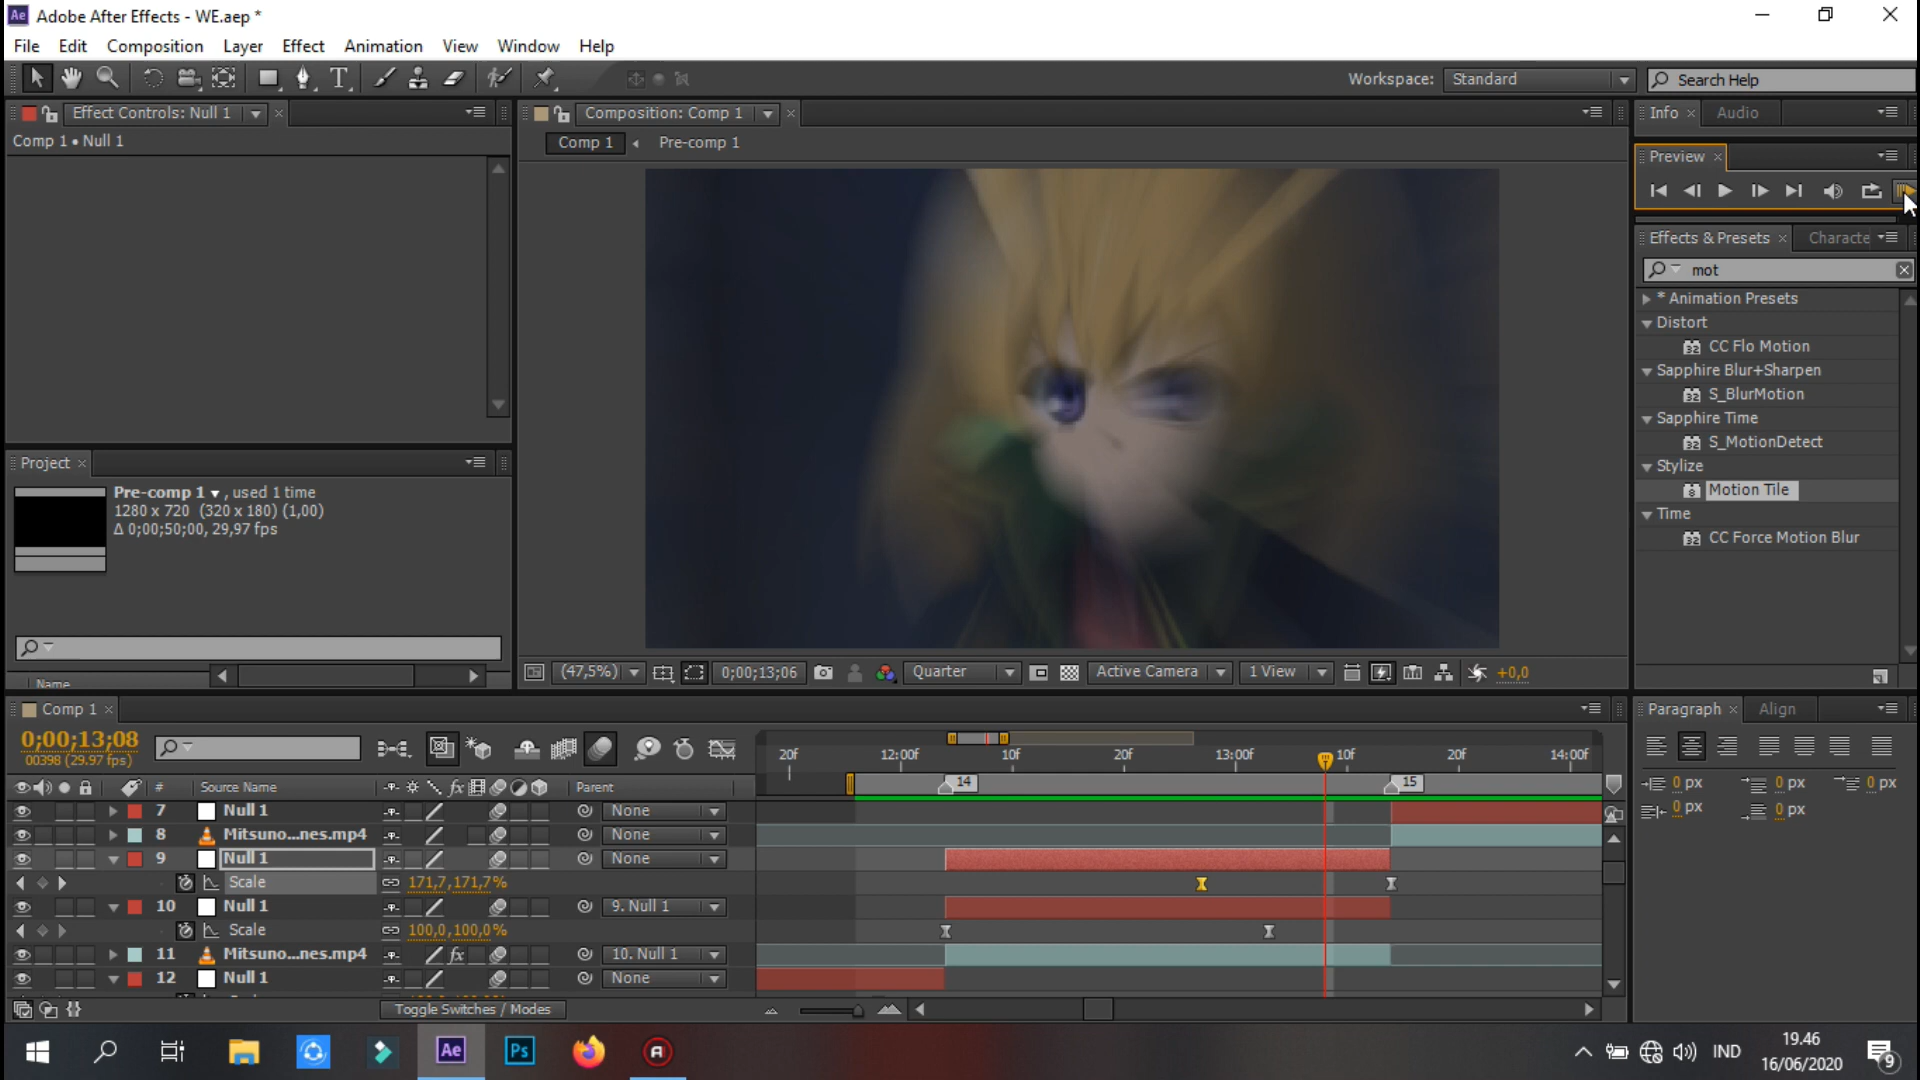 Ae Adobe After Effects - WE.aep *
File Edit Composition Layer Effect Animation View Window Help
Workspace: Standard Search Help
Effect Controls: Null 1
Comp 1 • Null 1
Composition: Comp 1
Comp 1 Pre-comp 1
Info Audio
Preview
Effects & Presets Characte
mot
* Animation Presets
Distort
CC Flo Motion
Sapphire Blur+Sharpen
S_BlurMotion
Sapphire Time
S_MotionDetect
Stylize
Motion Tile
Time
CC Force Motion Blur
Project
Pre-comp 1 , used 1 time
1280 x 720 (320 x 180) (1,00)
Δ 0;00;50;00, 29,97 fps
Name
(47,5%) 0;00;13;06 Quarter Active Camera 1 View +0,0
Comp 1
0;00;13;08
00398 (29.97 fps)
20f 12:00f 10f 20f 13:00f 10f 20f 14:00f
14 15
# Source Name fx Parent
7 Null 1 None
8 Mitsuno...nes.mp4 None
9 Null 1 None
Scale 171,7,171,7%
10 Null 1 9. Null 1
Scale 100,0,100,0%
11 Mitsuno...nes.mp4 fx 10. Null 1
12 Null 1 None
Toggle Switches / Modes
Paragraph Align
0 px 0 px 0 px
0 px 0 px
Ae Ps IND
19.46
16/06/2020
9